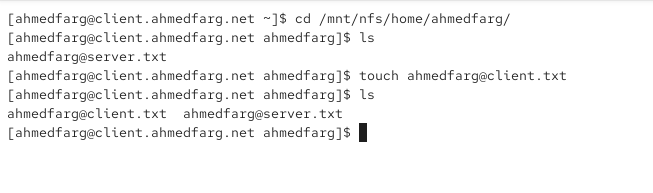 [ahmedfarg@client.ahmedfarg.net ~]$ cd /mnt/nfs/home/ahmedfarg/
[ahmedfarg@client.ahmedfarg.net ahmedfarg]$ ls
ahmedfarg@server.txt
[ahmedfarg@client.ahmedfarg.net ahmedfarg]$ touch ahmedfarg@client.txt
[ahmedfarg@client.ahmedfarg.net ahmedfarg]$ ls
ahmedfarg@client.txt  ahmedfarg@server.txt
[ahmedfarg@client.ahmedfarg.net ahmedfarg]$